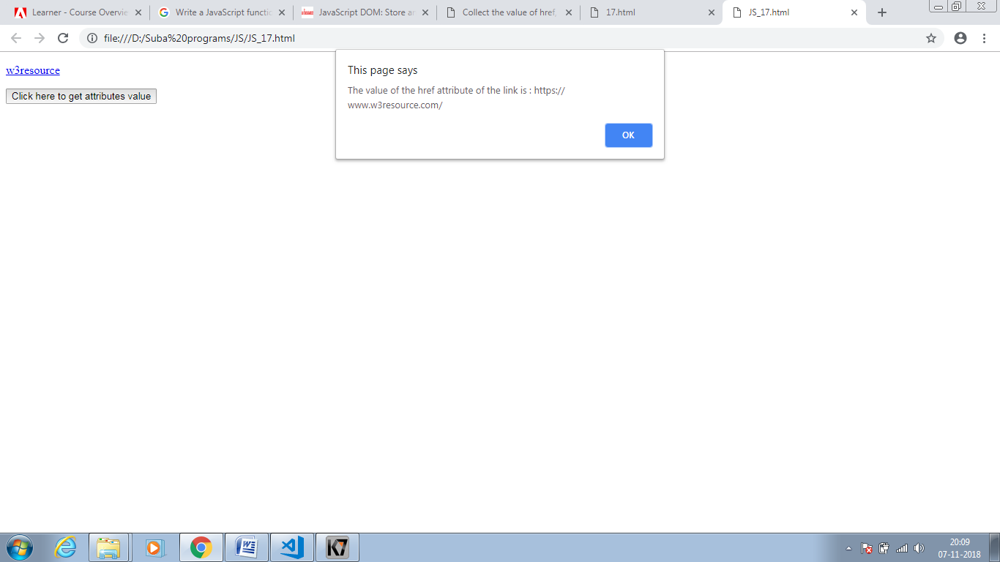 Learner - Course Overvie
Write a JavaScript functic
JavaScript DOM: Store ar
Collect the value of href,
17.html
JS_17.html
file:///D:/Suba%20programs/JS/JS_17.html
w3resource
Click here to get attributes value
This page says
The value of the href attribute of the link is : https://
www.w3resource.com/
OK
20:09
07-11-2018